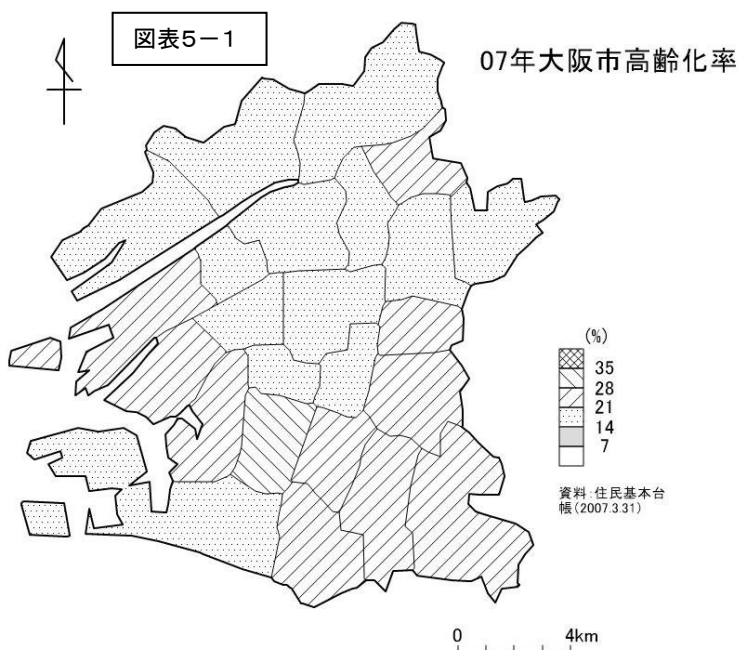 図表5-1
07年大阪市高齢化率
(%)
35
28
21
14
7
資料:住民基本台
帳(2007.3.31)
0 4km